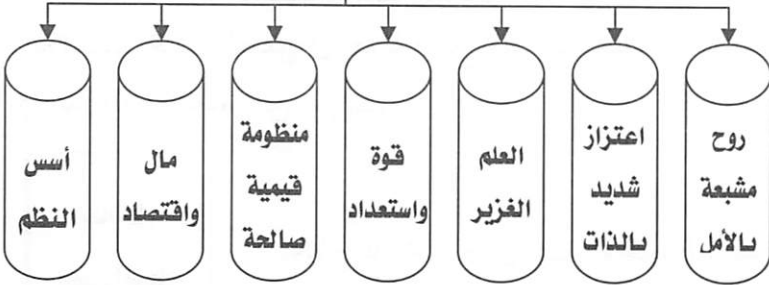 روح
مشبعة
بالأمل
اعتزاز
شديد
بالذات
العلم
الغزير
قوة
واستعداد
منظومة
قيمية
صالحة
مال
واقتصاد
أسس
النظم